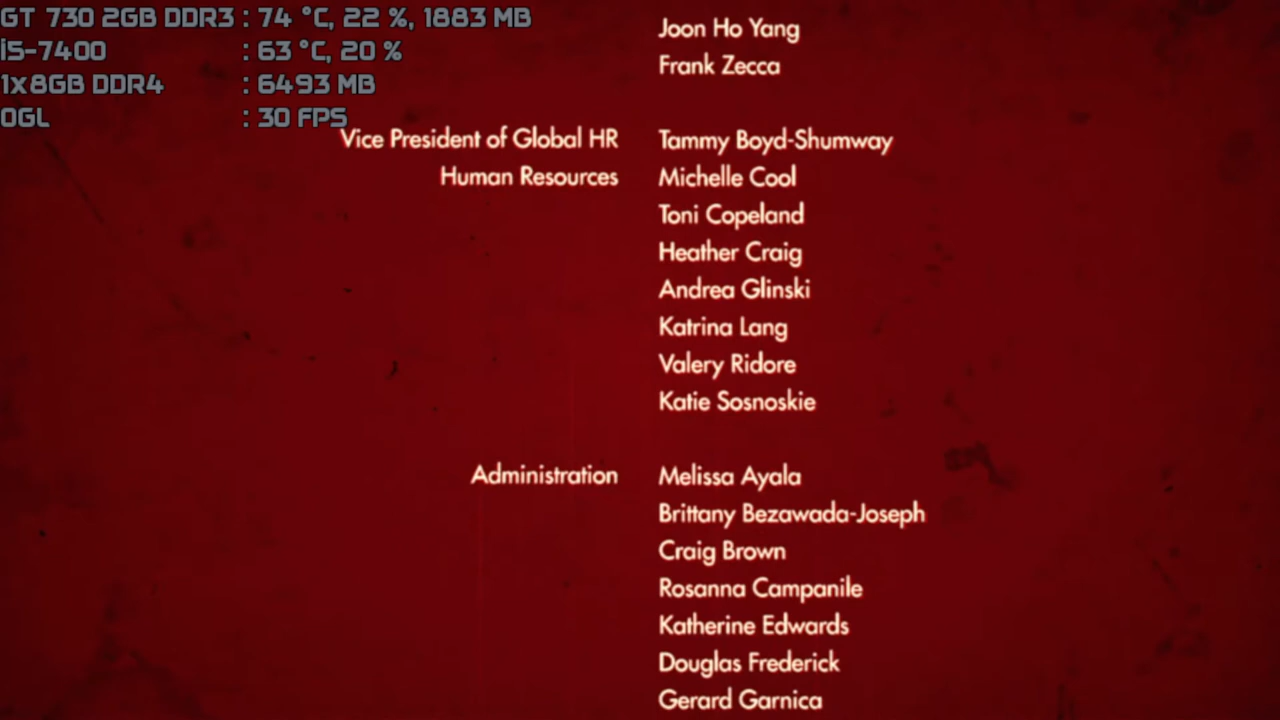 GT 730 2GB DDR3 : 74 °C, 22 %, 1883 MB
i5-7400 : 63 °C, 20 %
1x8GB DDR4 : 6493 MB
OGL : 30 FPS
Joon Ho Yang
Frank Zecca
Vice President of Global HR Tammy Boyd-Shumway
Human Resources Michelle Cool
Toni Copeland
Heather Craig
Andrea Glinski
Katrina Lang
Valery Ridore
Katie Sosnoskie
Administration Melissa Ayala
Brittany Bezawada-Joseph
Craig Brown
Rosanna Campanile
Katherine Edwards
Douglas Frederick
Gerard Garnica